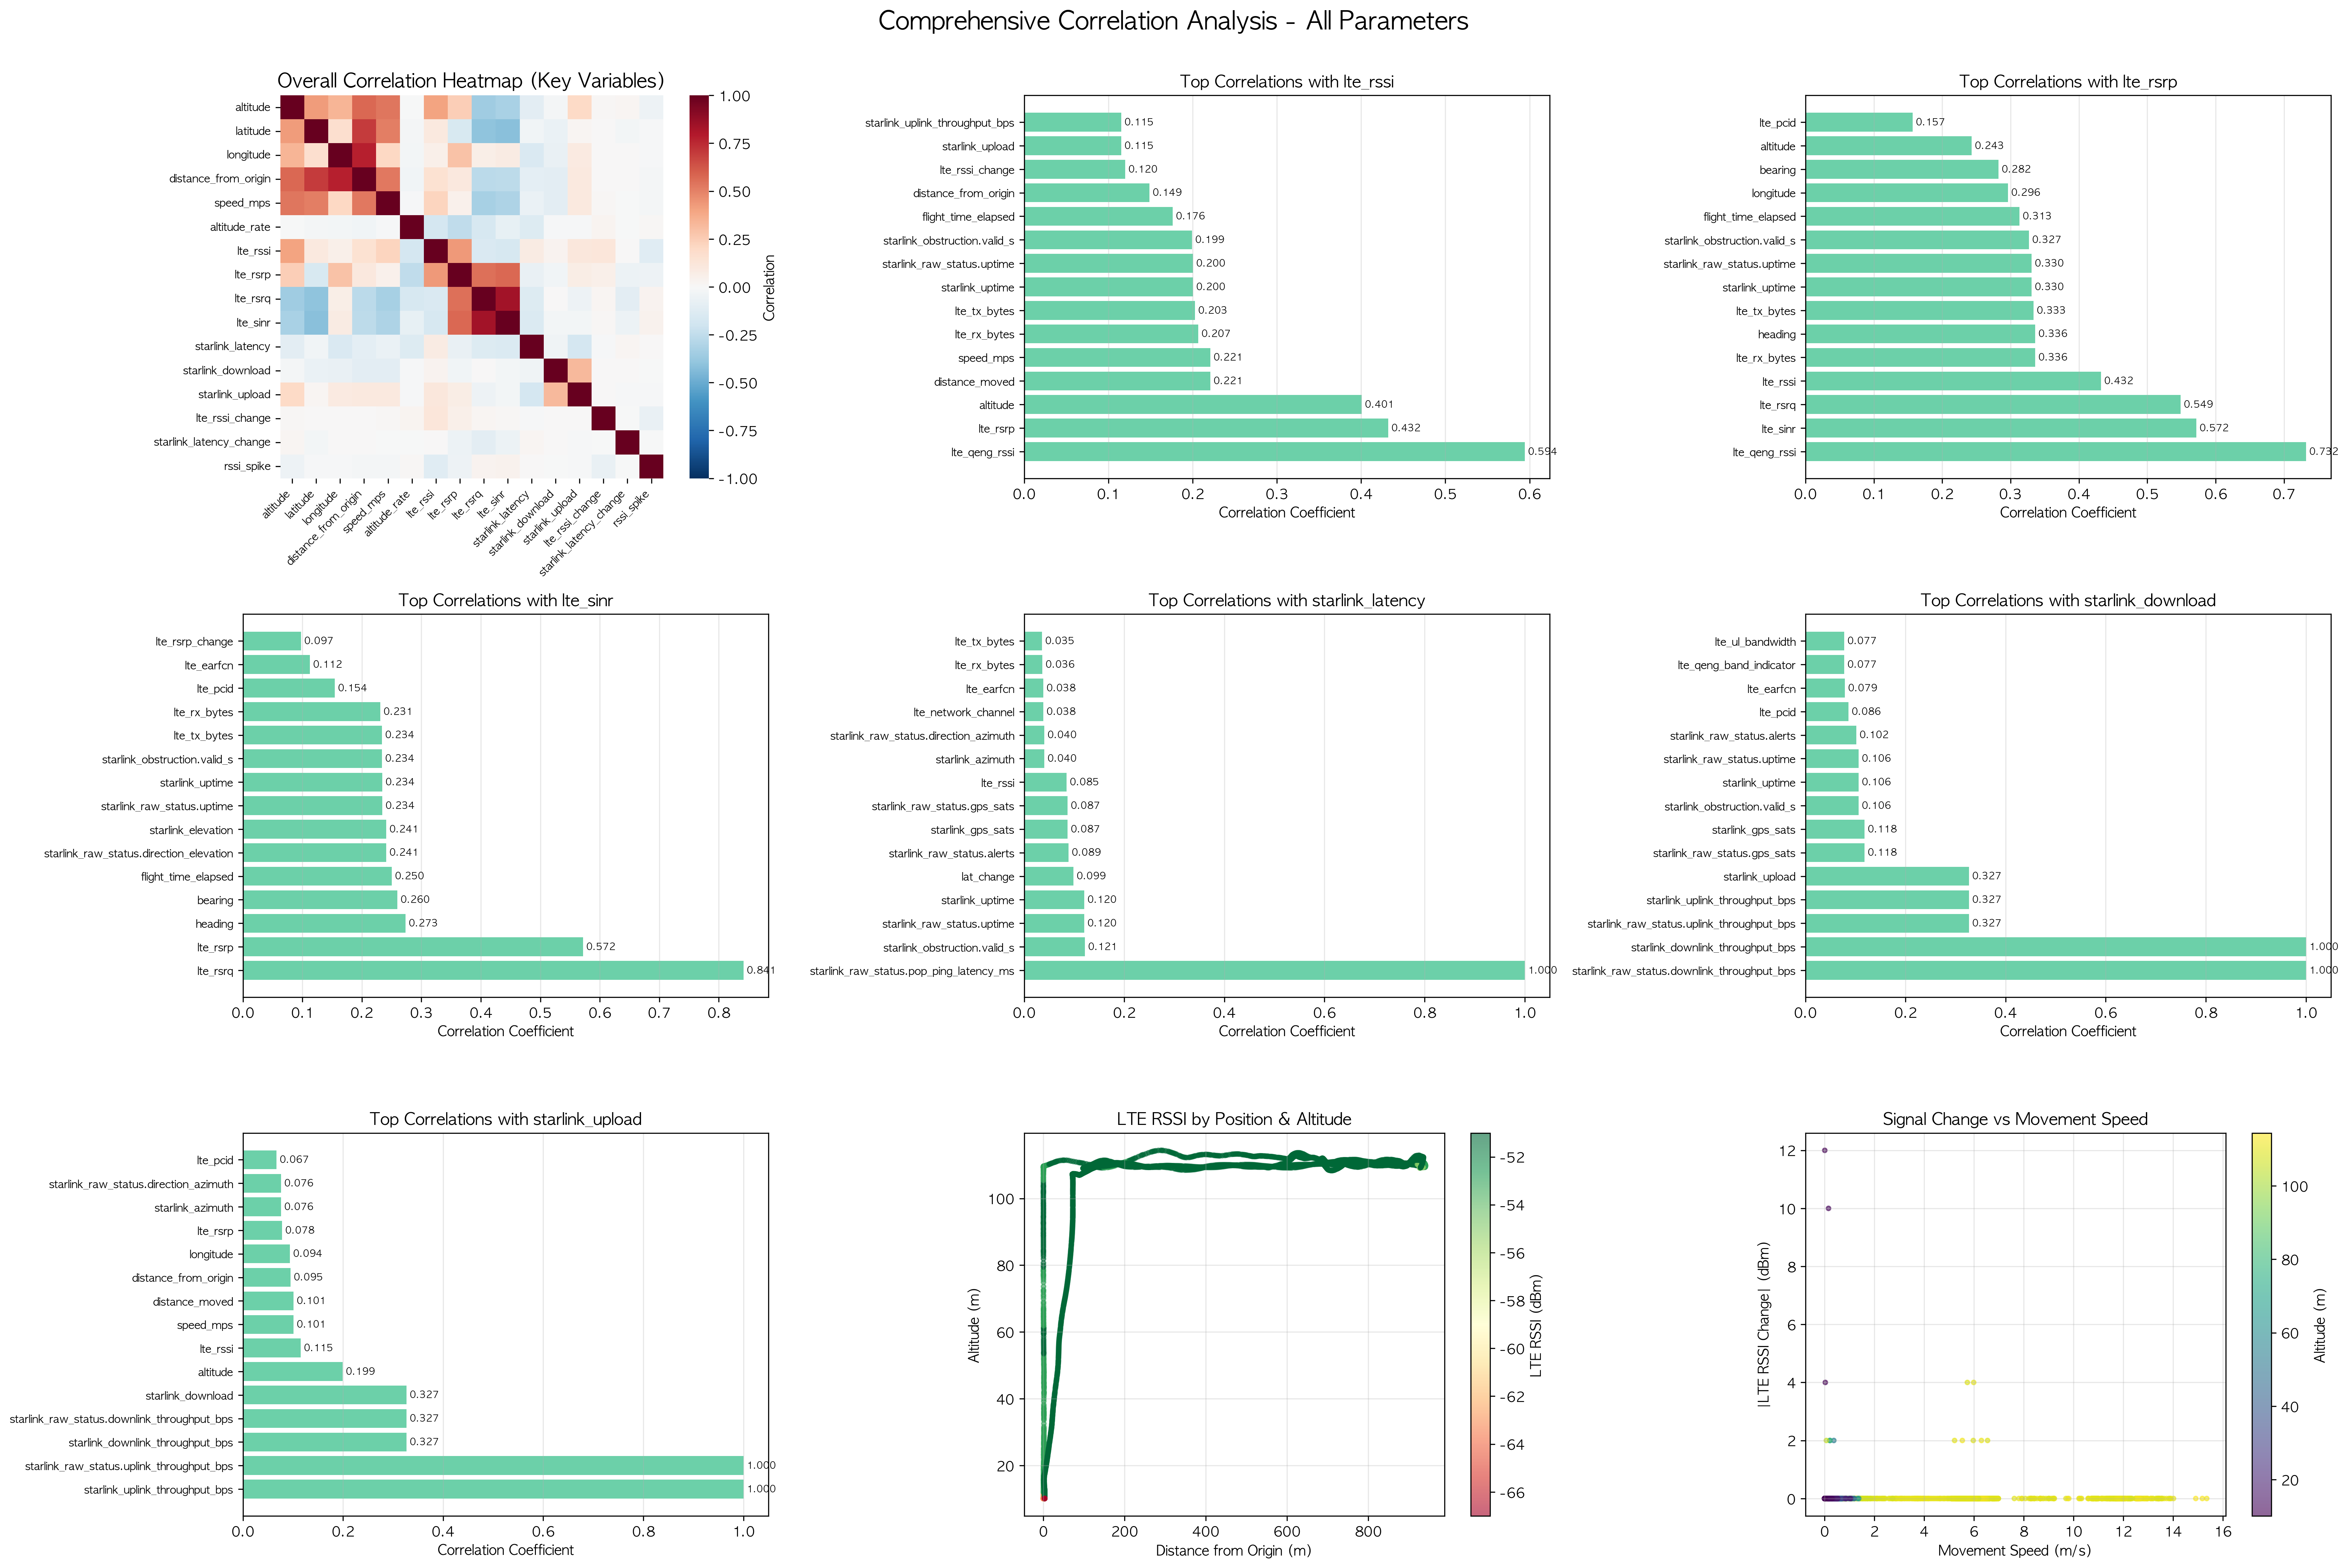 Comprehensive Correlation Analysis - All Parameters
Overall Correlation Heatmap (Key Variables)
altitude
latitude
longitude
distance_from_origin
speed_mps
altitude_rate
lte_rssi
lte_rsrp
lte_rsrq
lte_sinr
starlink_latency
starlink_download
starlink_upload
lte_rssi_change
starlink_latency_change
rssi_spike
altitude
latitude
longitude
distance_from_origin
speed_mps
altitude_rate
lte_rssi
lte_rsrp
lte_rsrq
lte_sinr
starlink_latency
starlink_download
starlink_upload
lte_rssi_change
starlink_latency_change
rssi_spike
1.00
0.75
0.50
0.25
0.00
-0.25
-0.50
-0.75
-1.00
Correlation
Top Correlations with lte_rssi
starlink_uplink_throughput_bps 0.115
starlink_upload 0.115
lte_rssi_change 0.120
distance_from_origin 0.149
flight_time_elapsed 0.176
starlink_obstruction.valid_s 0.199
starlink_raw_status.uptime 0.200
starlink_uptime 0.200
lte_tx_bytes 0.203
lte_rx_bytes 0.207
speed_mps 0.221
distance_moved 0.221
altitude 0.401
lte_rsrp 0.432
lte_qeng_rssi 0.594
0.0 0.1 0.2 0.3 0.4 0.5 0.6
Correlation Coefficient
Top Correlations with lte_rsrp
lte_pcid 0.157
altitude 0.243
bearing 0.282
longitude 0.296
flight_time_elapsed 0.313
starlink_obstruction.valid_s 0.327
starlink_raw_status.uptime 0.330
starlink_uptime 0.330
lte_tx_bytes 0.333
heading 0.336
lte_rx_bytes 0.336
lte_rssi 0.432
lte_rsrq 0.549
lte_sinr 0.572
lte_qeng_rssi 0.732
0.0 0.1 0.2 0.3 0.4 0.5 0.6 0.7
Correlation Coefficient
Top Correlations with lte_sinr
lte_rsrp_change 0.097
lte_earfcn 0.112
lte_pcid 0.154
lte_rx_bytes 0.231
lte_tx_bytes 0.234
starlink_obstruction.valid_s 0.234
starlink_uptime 0.234
starlink_raw_status.uptime 0.234
starlink_elevation 0.241
starlink_raw_status.direction_elevation 0.241
flight_time_elapsed 0.250
bearing 0.260
heading 0.273
lte_rsrp 0.572
lte_rsrq 0.841
0.0 0.1 0.2 0.3 0.4 0.5 0.6 0.7 0.8
Correlation Coefficient
Top Correlations with starlink_latency
lte_tx_bytes 0.035
lte_rx_bytes 0.036
lte_earfcn 0.038
lte_network_channel 0.038
starlink_raw_status.direction_azimuth 0.040
starlink_azimuth 0.040
lte_rssi 0.085
starlink_raw_status.gps_sats 0.087
starlink_gps_sats 0.087
starlink_raw_status.alerts 0.089
lat_change 0.099
starlink_uptime 0.120
starlink_raw_status.uptime 0.120
starlink_obstruction.valid_s 0.121
starlink_raw_status.pop_ping_latency_ms 1.000
0.0 0.2 0.4 0.6 0.8 1.0
Correlation Coefficient
Top Correlations with starlink_download
lte_ul_bandwidth 0.077
lte_qeng_band_indicator 0.077
lte_earfcn 0.079
lte_pcid 0.086
starlink_raw_status.alerts 0.102
starlink_raw_status.uptime 0.106
starlink_uptime 0.106
starlink_obstruction.valid_s 0.106
starlink_gps_sats 0.118
starlink_raw_status.gps_sats 0.118
starlink_upload 0.327
starlink_uplink_throughput_bps 0.327
starlink_raw_status.uplink_throughput_bps 0.327
starlink_downlink_throughput_bps 1.000
starlink_raw_status.downlink_throughput_bps 1.000
0.0 0.2 0.4 0.6 0.8 1.0
Correlation Coefficient
Top Correlations with starlink_upload
lte_pcid 0.067
starlink_raw_status.direction_azimuth 0.076
starlink_azimuth 0.076
lte_rsrp 0.078
longitude 0.094
distance_from_origin 0.095
distance_moved 0.101
speed_mps 0.101
lte_rssi 0.115
altitude 0.199
starlink_download 0.327
starlink_raw_status.downlink_throughput_bps 0.327
starlink_downlink_throughput_bps 0.327
starlink_raw_status.uplink_throughput_bps 1.000
starlink_uplink_throughput_bps 1.000
0.0 0.2 0.4 0.6 0.8 1.0
Correlation Coefficient
LTE RSSI by Position & Altitude
Altitude (m)
100
80
60
40
20
0 200 400 600 800
Distance from Origin (m)
-52
-54
-56
-58
-60
-62
-64
-66
LTE RSSI (dBm)
Signal Change vs Movement Speed
|LTE RSSI Change| (dBm)
12
10
8
6
4
2
0
0 2 4 6 8 10 12 14 16
Movement Speed (m/s)
100
80
60
40
20
Altitude (m)